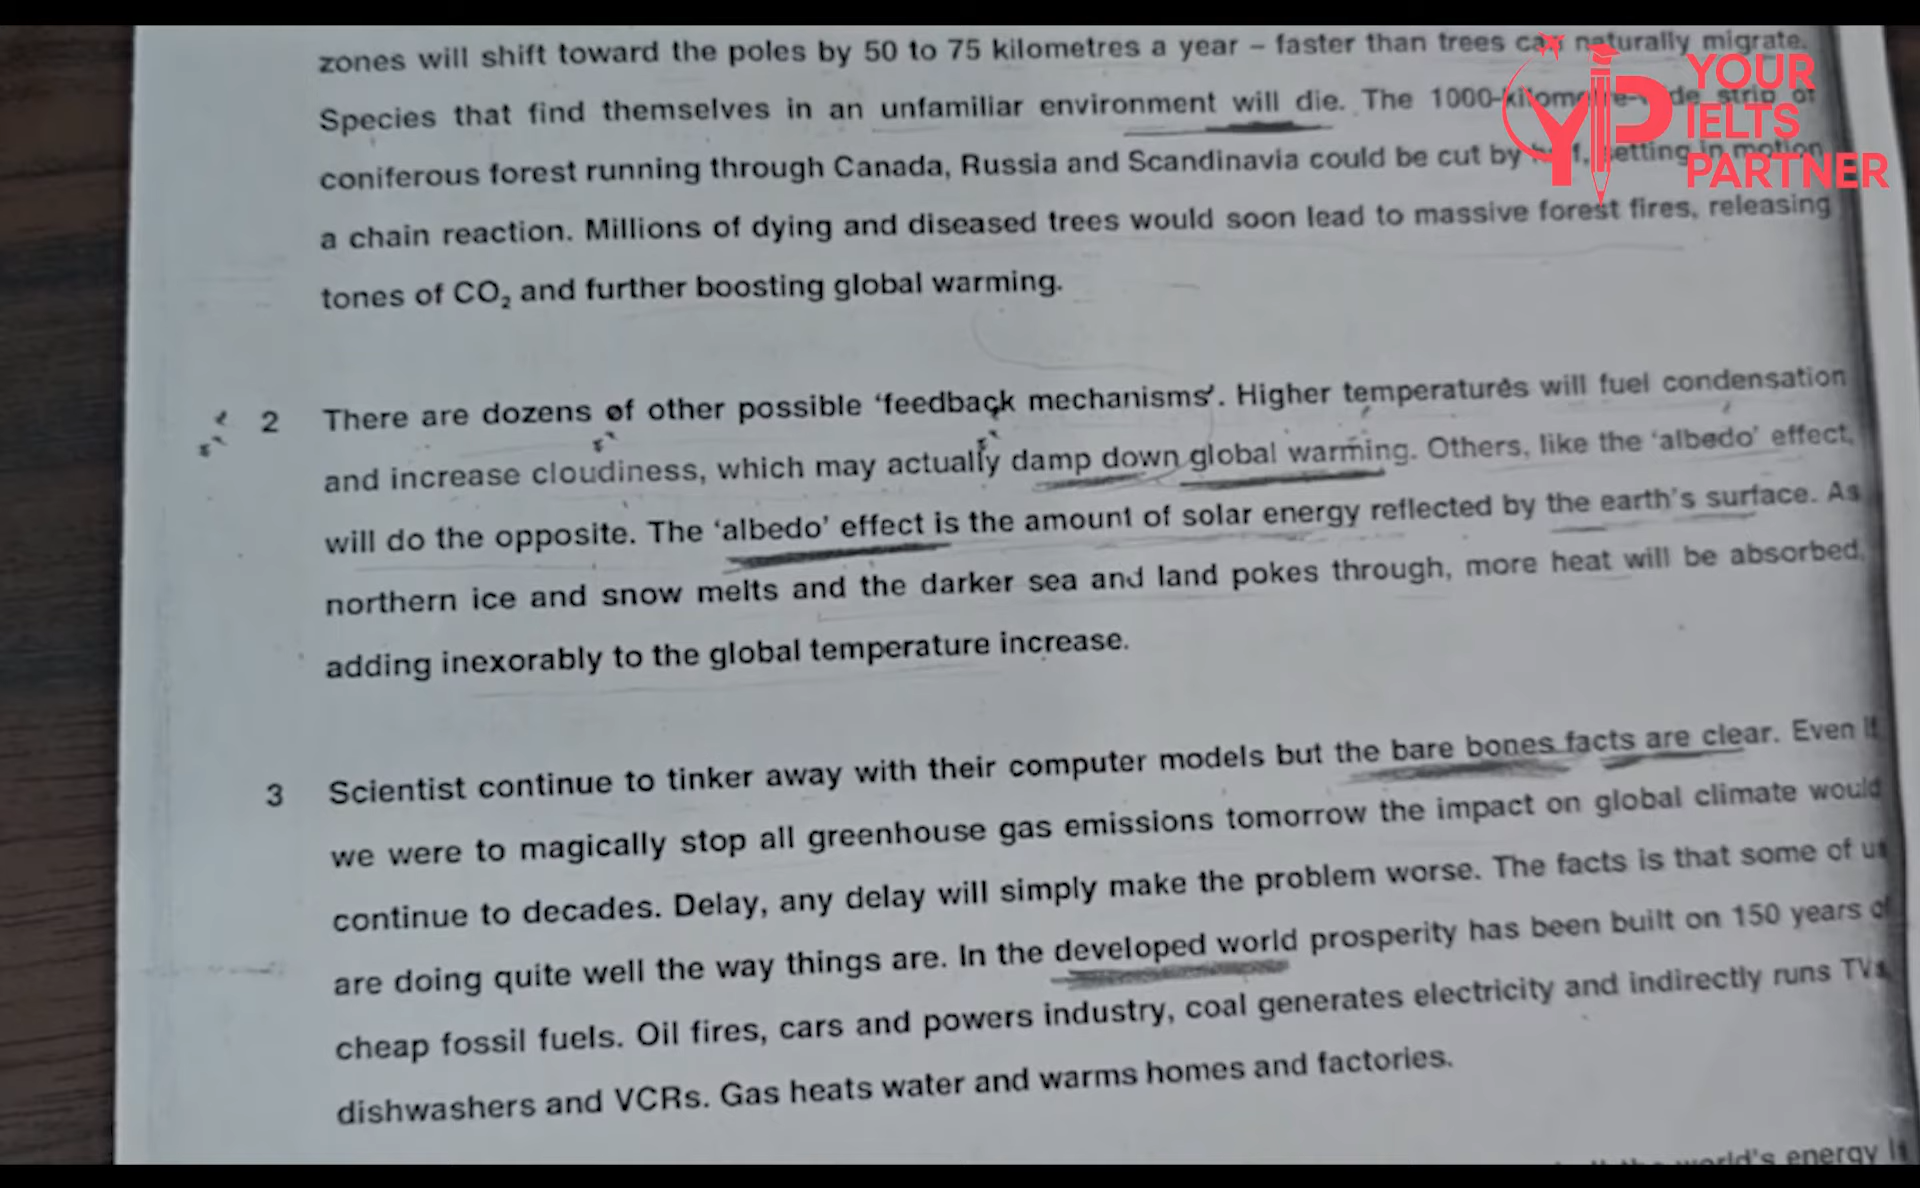 zones will shift toward the poles by 50 to 75 kilometres a year – faster than trees can naturally migrate.
Species that find themselves in an unfamiliar environment will die. The 1000-kilometre-wide strip of
coniferous forest running through Canada, Russia and Scandinavia could be cut by half, setting in motion
a chain reaction. Millions of dying and diseased trees would soon lead to massive forest fires, releasing
tones of CO₂ and further boosting global warming.
2 There are dozens of other possible ‘feedback mechanisms’. Higher temperatures will fuel condensation
and increase cloudiness, which may actually damp down global warming. Others, like the ‘albedo’ effect,
will do the opposite. The ‘albedo’ effect is the amount of solar energy reflected by the earth's surface. As
northern ice and snow melts and the darker sea and land pokes through, more heat will be absorbed,
adding inexorably to the global temperature increase.
3 Scientist continue to tinker away with their computer models but the bare bones facts are clear. Even if
we were to magically stop all greenhouse gas emissions tomorrow the impact on global climate would
continue to decades. Delay, any delay will simply make the problem worse. The facts is that some of us
are doing quite well the way things are. In the developed world prosperity has been built on 150 years of
cheap fossil fuels. Oil fires, cars and powers industry, coal generates electricity and indirectly runs TVs,
dishwashers and VCRs. Gas heats water and warms homes and factories.
world's energy
YOUR
IELTS
PARTNER